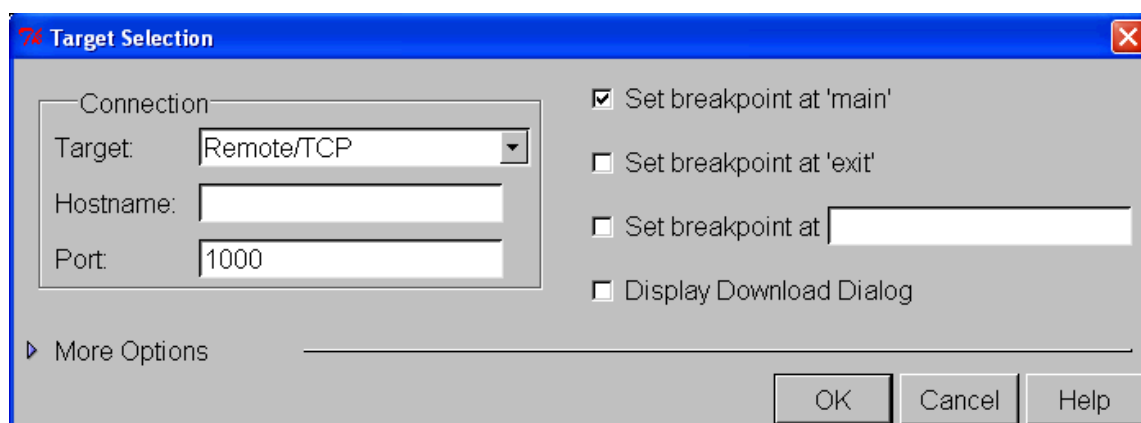 Target Selection
Connection
Target: Remote/TCP
Hostname:
Port: 1000
Set breakpoint at 'main'
Set breakpoint at 'exit'
Set breakpoint at
Display Download Dialog
More Options
OK Cancel Help